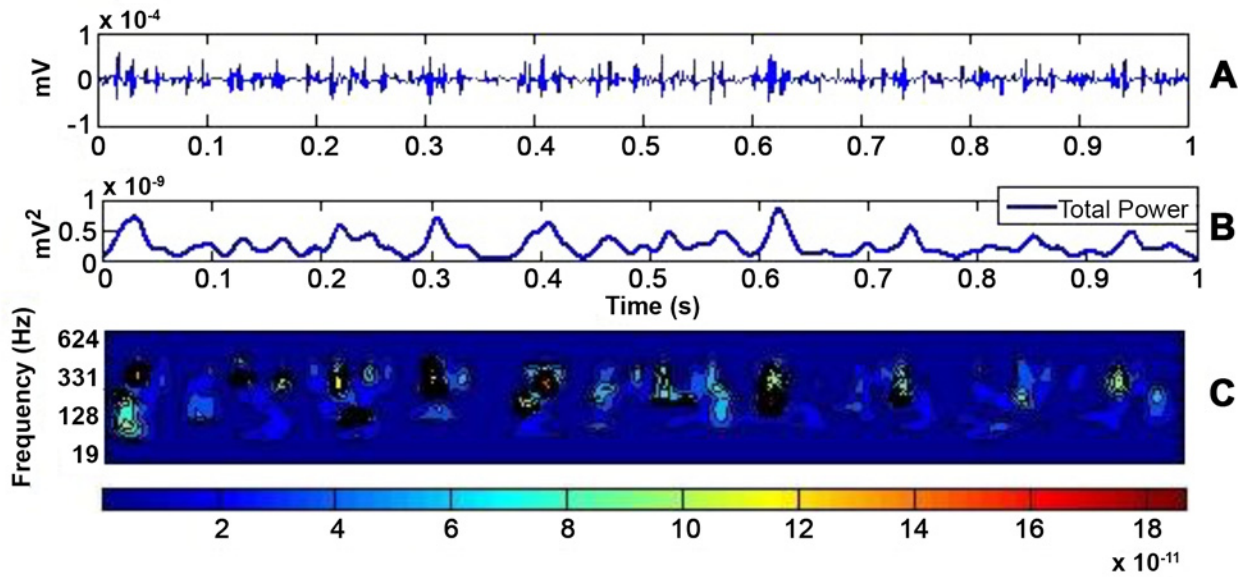 x 10-4
mV
1
0
-1
0 0.1 0.2 0.3 0.4 0.5 0.6 0.7 0.8 0.9 1
A
x 10-9
mV2
1
0.5
0
Total Power
0 0.1 0.2 0.3 0.4 0.5 0.6 0.7 0.8 0.9 1
B
Time (s)
Frequency (Hz)
624
331
128
19
C
2 4 6 8 10 12 14 16 18
x 10-11